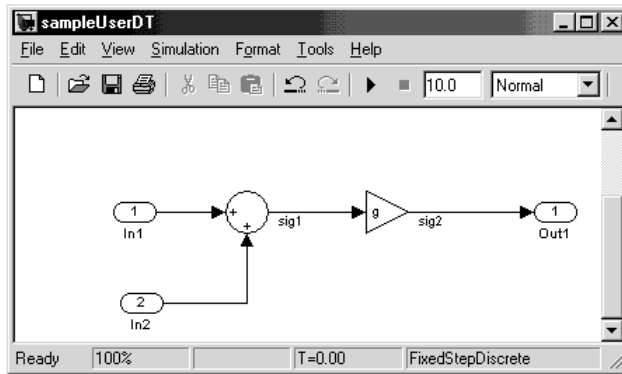 sampleUserDT
File Edit View Simulation Format Tools Help
10.0 Normal
1
In1
+
+
sig1
g
sig2
1
Out1
2
In2
Ready 100% T=0.00 FixedStepDiscrete